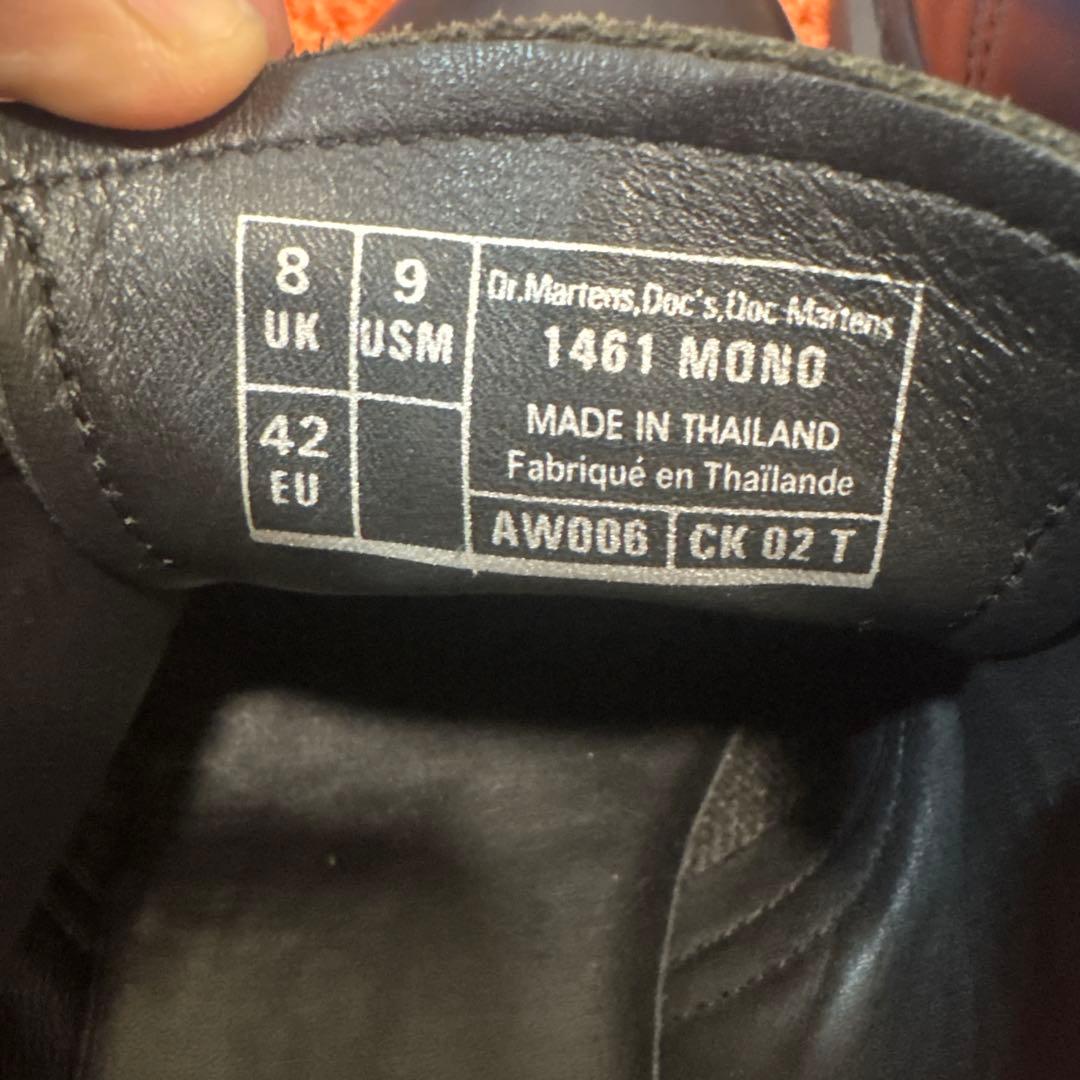 8
UK
9
USM
42
EU
Dr.Martens,Doc's,Doc Martens
1461 MONO
MADE IN THAILAND
Fabriqué en Thaïlande
AW006
CK 02 T